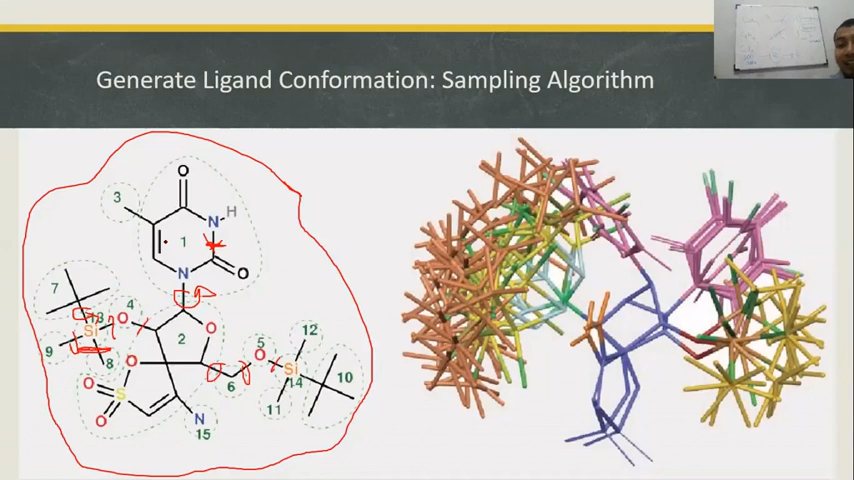 Generate Ligand Conformation: Sampling Algorithm
O
3
N H
1
N O
7
4
O
13
Si
O
2
5
O
12
9
8
O
6
Si
14
10
O
S
O
11
N
15